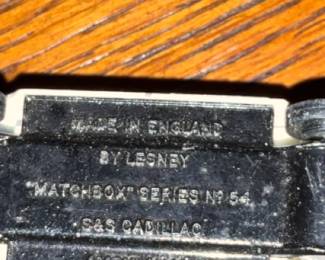 MADE IN ENGLAND
BY LESNEY
"MATCHBOX" SERIES Nº 54
S&S CADILLAC